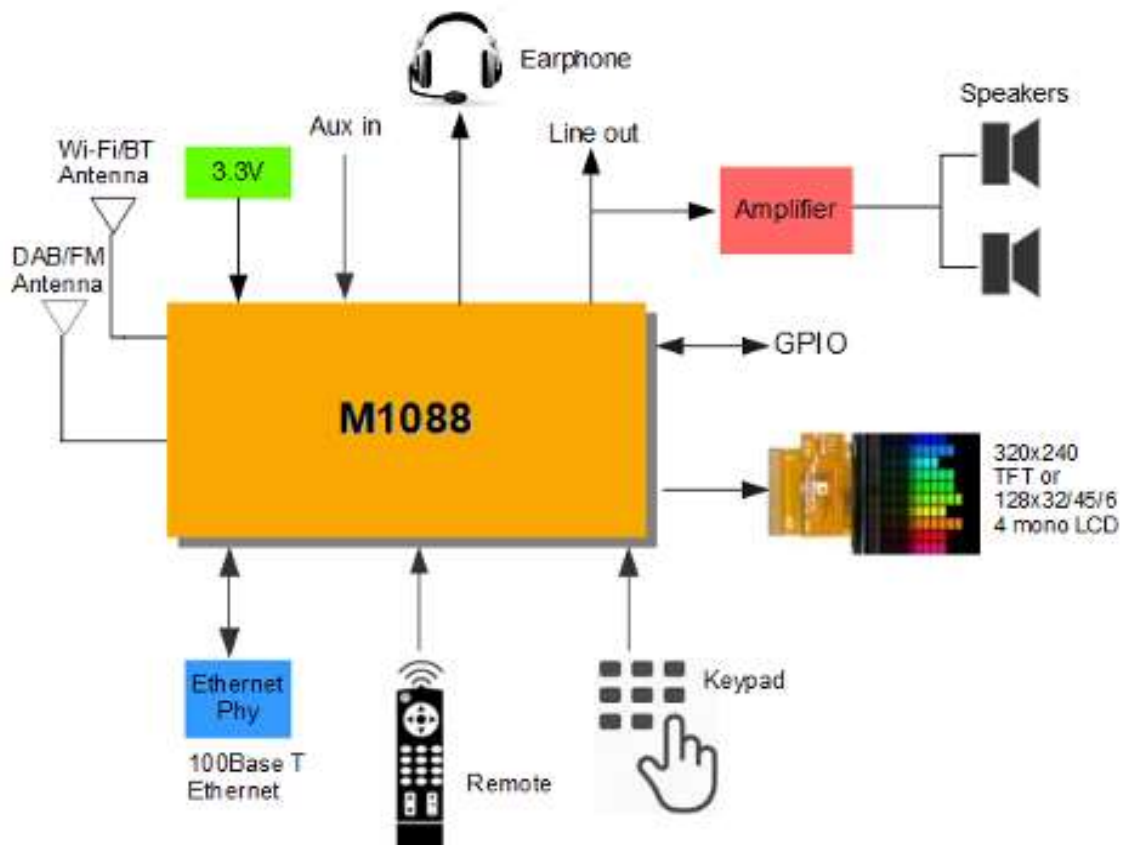 Earphone
Speakers
Aux in
Line out
Wi-Fi/BT
Antenna
3.3V
Amplifier
DAB/FM
Antenna
GPIO
M1088
320x240
TFT or
128x32/45/6
4 mono LCD
Ethernet
Phy
Keypad
100Base T
Ethernet
Remote